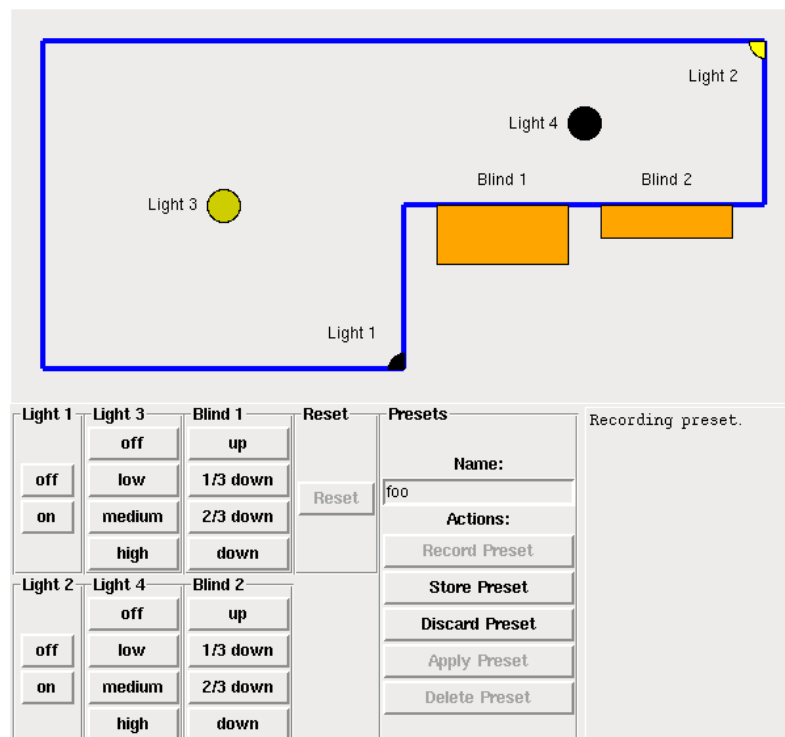 Light 2
Light 4
Blind 1
Blind 2
Light 3
Light 1
Light 1
off
on
Light 3
off
low
medium
high
Blind 1
up
1/3 down
2/3 down
down
Reset
Reset
Presets
Name:
foo
Actions:
Record Preset
Store Preset
Discard Preset
Apply Preset
Delete Preset
Recording preset.
Light 2
off
on
Light 4
off
low
medium
high
Blind 2
up
1/3 down
2/3 down
down